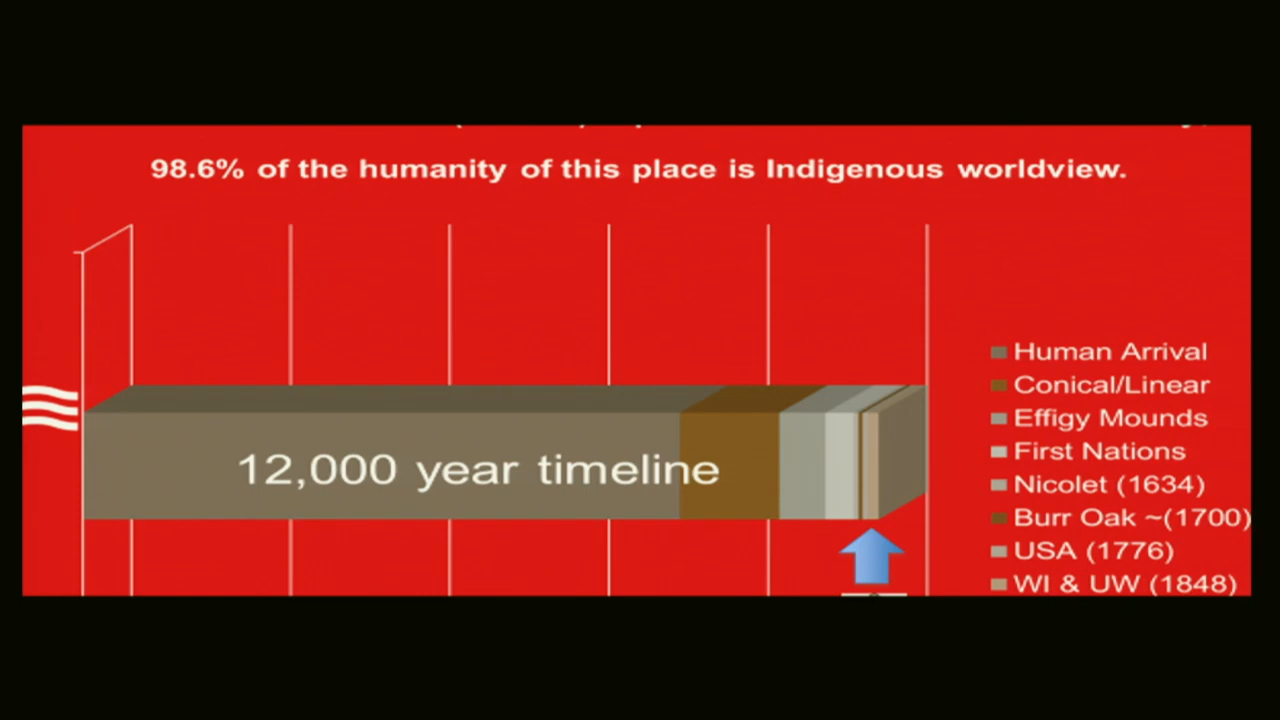 98.6% of the humanity of this place is Indigenous worldview.
12,000 year timeline
Human Arrival
Conical/Linear
Effigy Mounds
First Nations
Nicolet (1634)
Burr Oak ~(1700)
USA (1776)
WI & UW (1848)